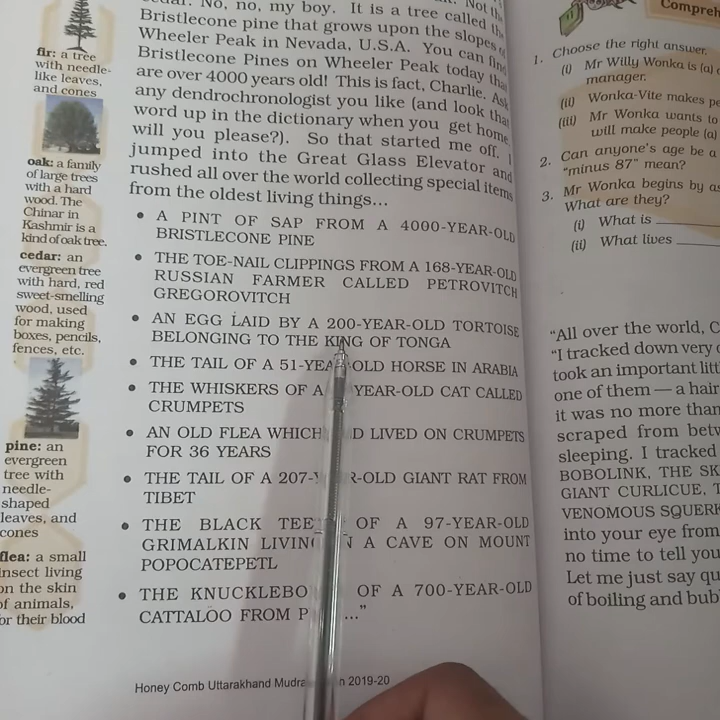 fir: a tree
with needle-
like leaves,
and cones
oak: a family
of large trees
with a hard
wood. The
Chinar in
Kashmir is a
kind of oak tree.
cedar: an
evergreen tree
with hard, red
sweet-smelling
wood, used
for making
boxes, pencils,
fences, etc.
pine: an
evergreen
tree with
needle-
shaped
leaves, and
cones
flea: a small
insect living
on the skin
of animals,
or their blood
No, no, my boy. It is a tree called the
Bristlecone pine that grows upon the slopes of
Wheeler Peak in Nevada, U.S.A. You can find
Bristlecone Pines on Wheeler Peak today that
are over 4000 years old! This is fact, Charlie. Ask
any dendrochronologist you like (and look that
word up in the dictionary when you get home,
will you please?). So that started me off. I
jumped into the Great Glass Elevator and
rushed all over the world collecting special items
from the oldest living things...
• A PINT OF SAP FROM A 4000-YEAR-OLD
BRISTLECONE PINE
• THE TOE-NAIL CLIPPINGS FROM A 168-YEAR-OLD
RUSSIAN FARMER CALLED PETROVITCH
GREGOROVITCH
• AN EGG LAID BY A 200-YEAR-OLD TORTOISE
BELONGING TO THE KING OF TONGA
• THE TAIL OF A 51-YEAR-OLD HORSE IN ARABIA
• THE WHISKERS OF A YEAR-OLD CAT CALLED
CRUMPETS
• AN OLD FLEA WHICH LIVED ON CRUMPETS
FOR 36 YEARS
• THE TAIL OF A 207-YEAR-OLD GIANT RAT FROM
TIBET
• THE BLACK TEETH OF A 97-YEAR-OLD
GRIMALKIN LIVING IN A CAVE ON MOUNT
POPOCATEPETL
• THE OF A 700-YEAR-OLD
CATTALOO FROM ..."
Honey Comb Uttarakhand 2019-20
Compreh
1. Choose the right answer.
(i) Mr Willy Wonka is (a)
manager.
(ii) Wonka-Vite makes
(iii) Mr Wonka wants to
will make people (a)
2. Can anyone's age be a
"minus 87" mean?
3. Mr Wonka begins by
What are they?
(i) What is
(ii) What lives
"All over the world,
"I tracked down very
took an important
one of them — a hair
it was no more than
scraped from
sleeping. I tracked
BOBOLINK, THE
GIANT CURLICUE,
VENOMOUS
into your eye from
no time to tell you
Let me just say
of boiling and